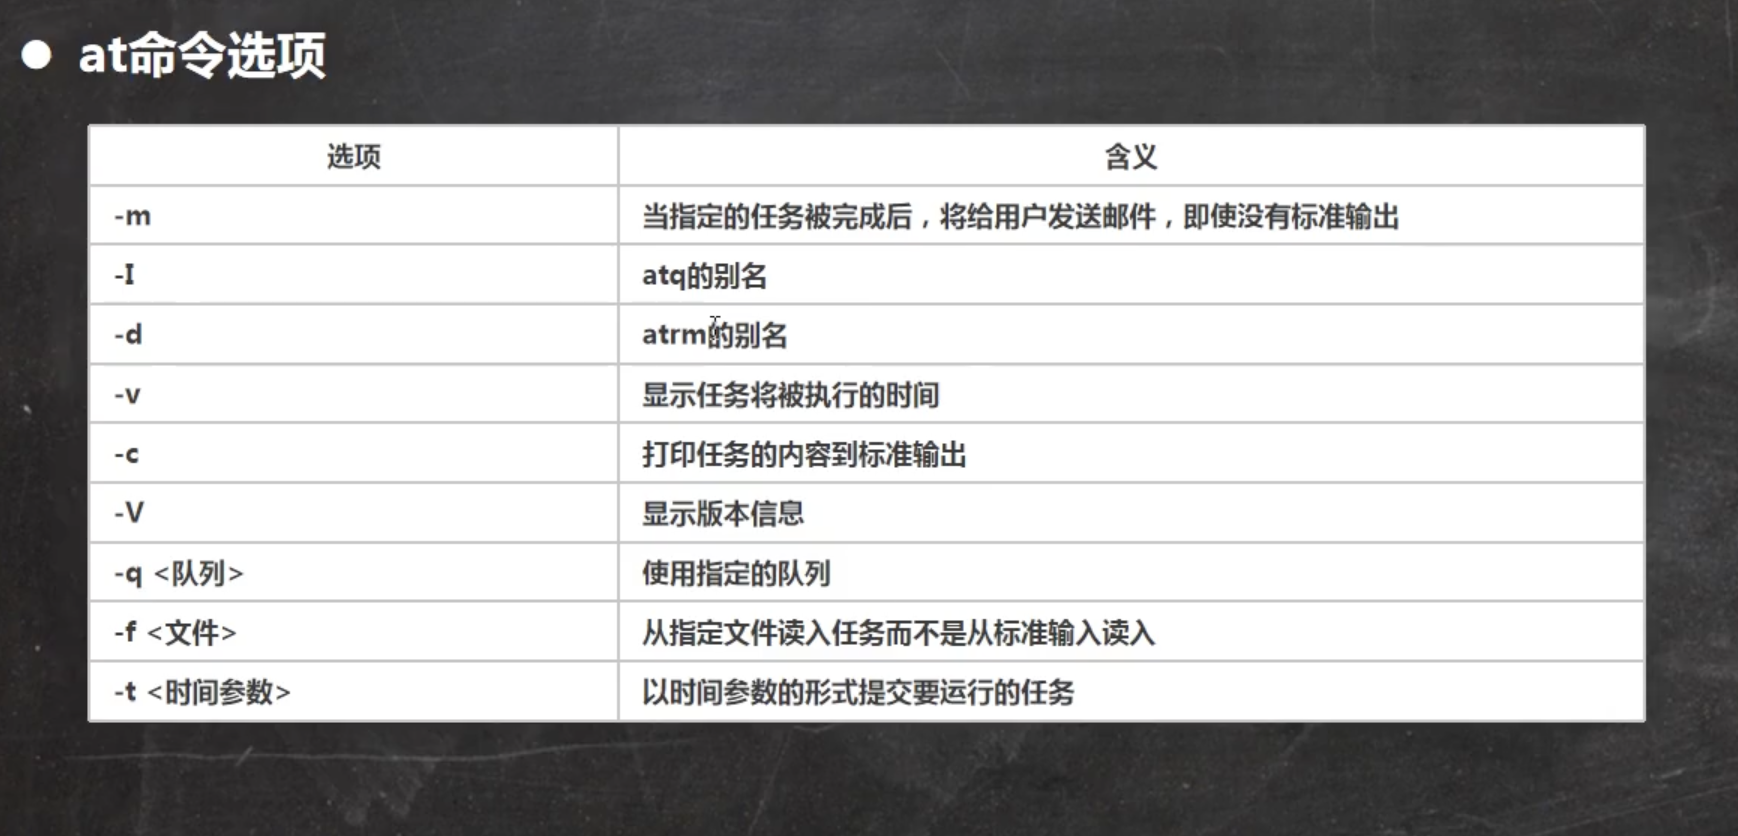 ● at命令选项
选项 含义
-m 当指定的任务被完成后，将给用户发送邮件，即使没有标准输出
-I atq的别名
-d atrm的别名
-v 显示任务将被执行的时间
-c 打印任务的内容到标准输出
-V 显示版本信息
-q <队列> 使用指定的队列
-f <文件> 从指定文件读入任务而不是从标准输入读入
-t <时间参数> 以时间参数的形式提交要运行的任务